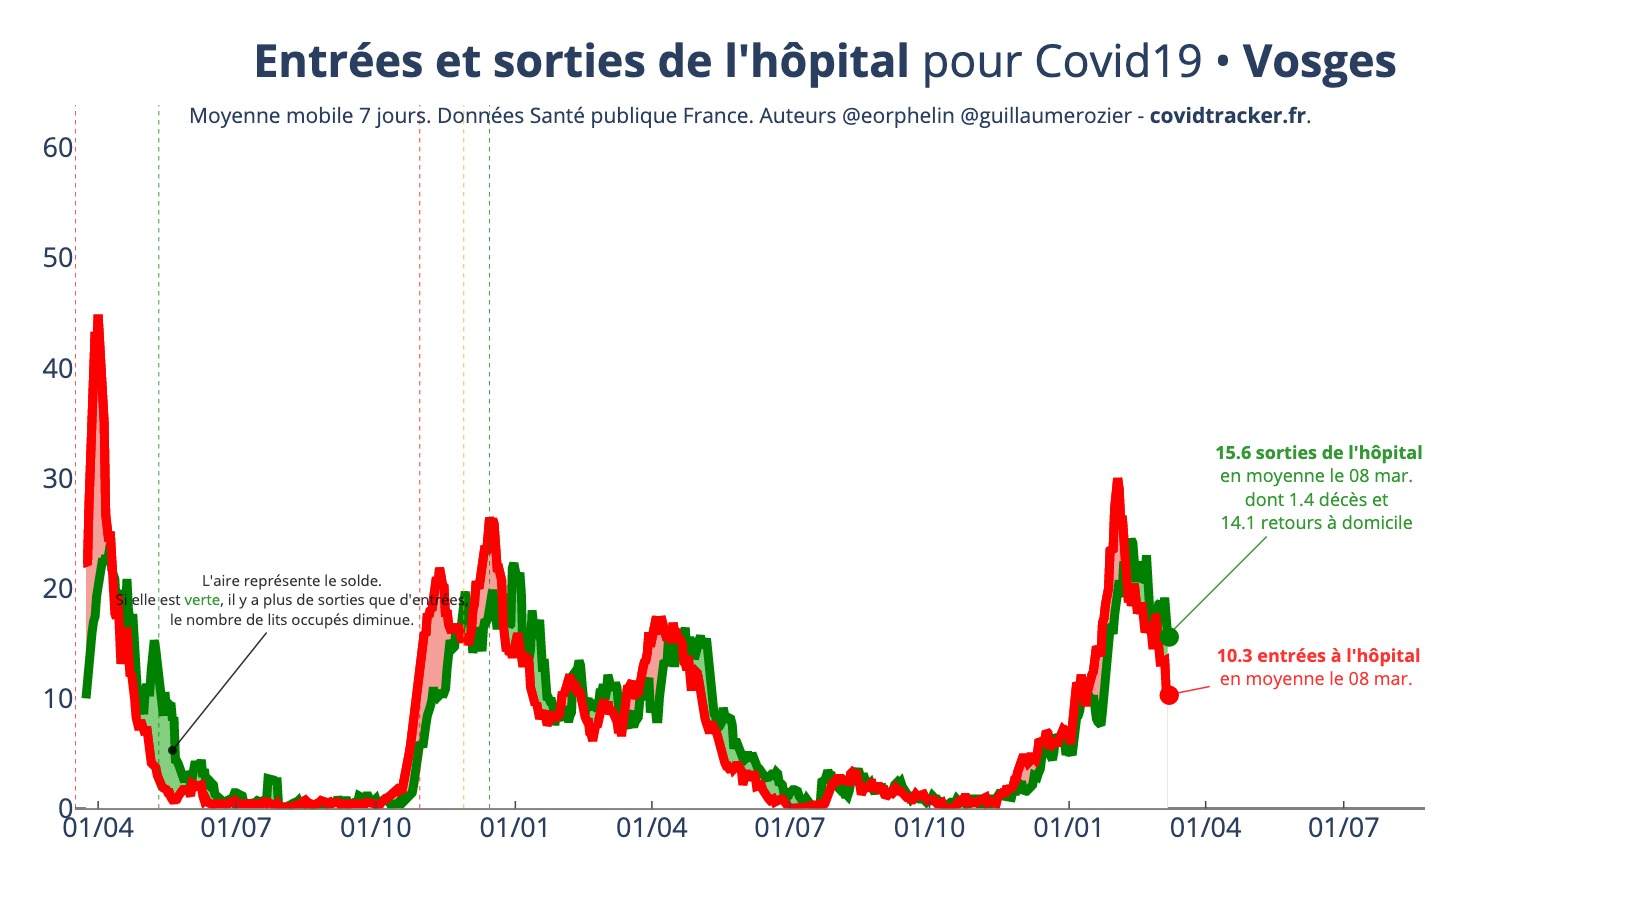 Entrées et sorties de l'hôpital pour Covid19 • Vosges
Moyenne mobile 7 jours. Données Santé publique France. Auteurs @eorphelin @guillaumerozier - covidtracker.fr.
60
50
40
30
20
10
0
15.6 sorties de l'hôpital
en moyenne le 08 mar.
dont 1.4 décès et
14.1 retours à domicile
L'aire représente le solde.
Si elle est verte, il y a plus de sorties que d'entrées,
le nombre de lits occupés diminue.
10.3 entrées à l'hôpital
en moyenne le 08 mar.
01/04 01/07 01/10 01/01 01/04 01/07 01/10 01/01 01/04 01/07